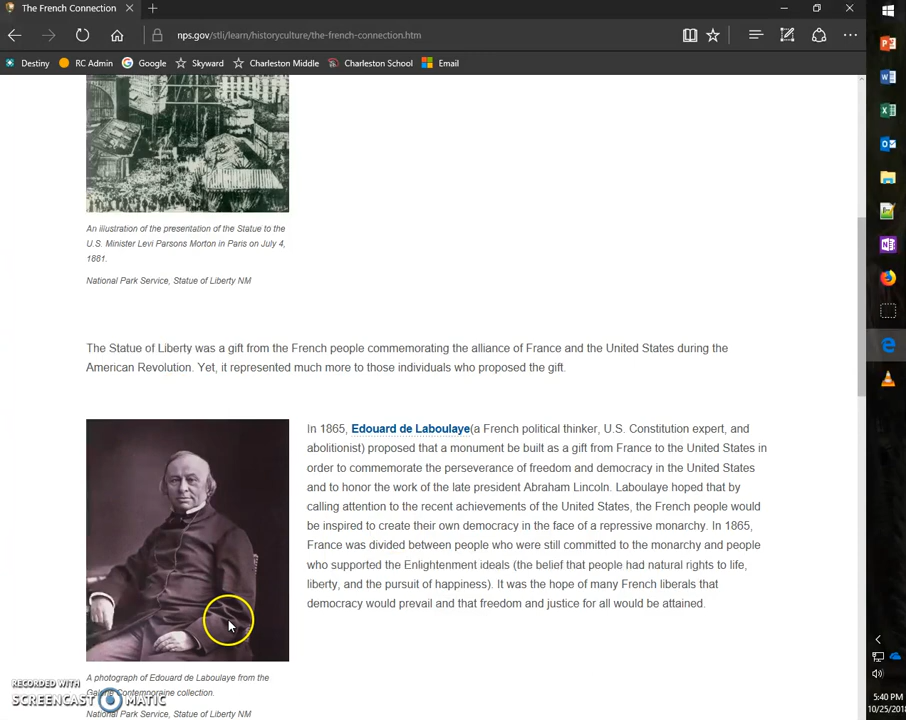 The French Connection
nps.gov/stli/learn/historyculture/the-french-connection.htm
Destiny RC Admin Google Skyward Charleston Middle Charleston School Email
An illustration of the presentation of the Statue to the
U.S. Minister Levi Parsons Morton in Paris on July 4,
1881.
National Park Service, Statue of Liberty NM
The Statue of Liberty was a gift from the French people commemorating the alliance of France and the United States during the
American Revolution. Yet, it represented much more to those individuals who proposed the gift.
In 1865, Edouard de Laboulaye(a French political thinker, U.S. Constitution expert, and
abolitionist) proposed that a monument be built as a gift from France to the United States in
order to commemorate the perseverance of freedom and democracy in the United States
and to honor the work of the late president Abraham Lincoln. Laboulaye hoped that by
calling attention to the recent achievements of the United States, the French people would
be inspired to create their own democracy in the face of a repressive monarchy. In 1865,
France was divided between people who were still committed to the monarchy and people
who supported the Enlightenment ideals (the belief that people had natural rights to life,
liberty, and the pursuit of happiness). It was the hope of many French liberals that
democracy would prevail and that freedom and justice for all would be attained.
A photograph of Edouard de Laboulaye from the
Galerie Contemporaine collection.
National Park Service, Statue of Liberty NM
RECORDED WITH
SCREENCAST MATIC
5:40 PM
10/25/201